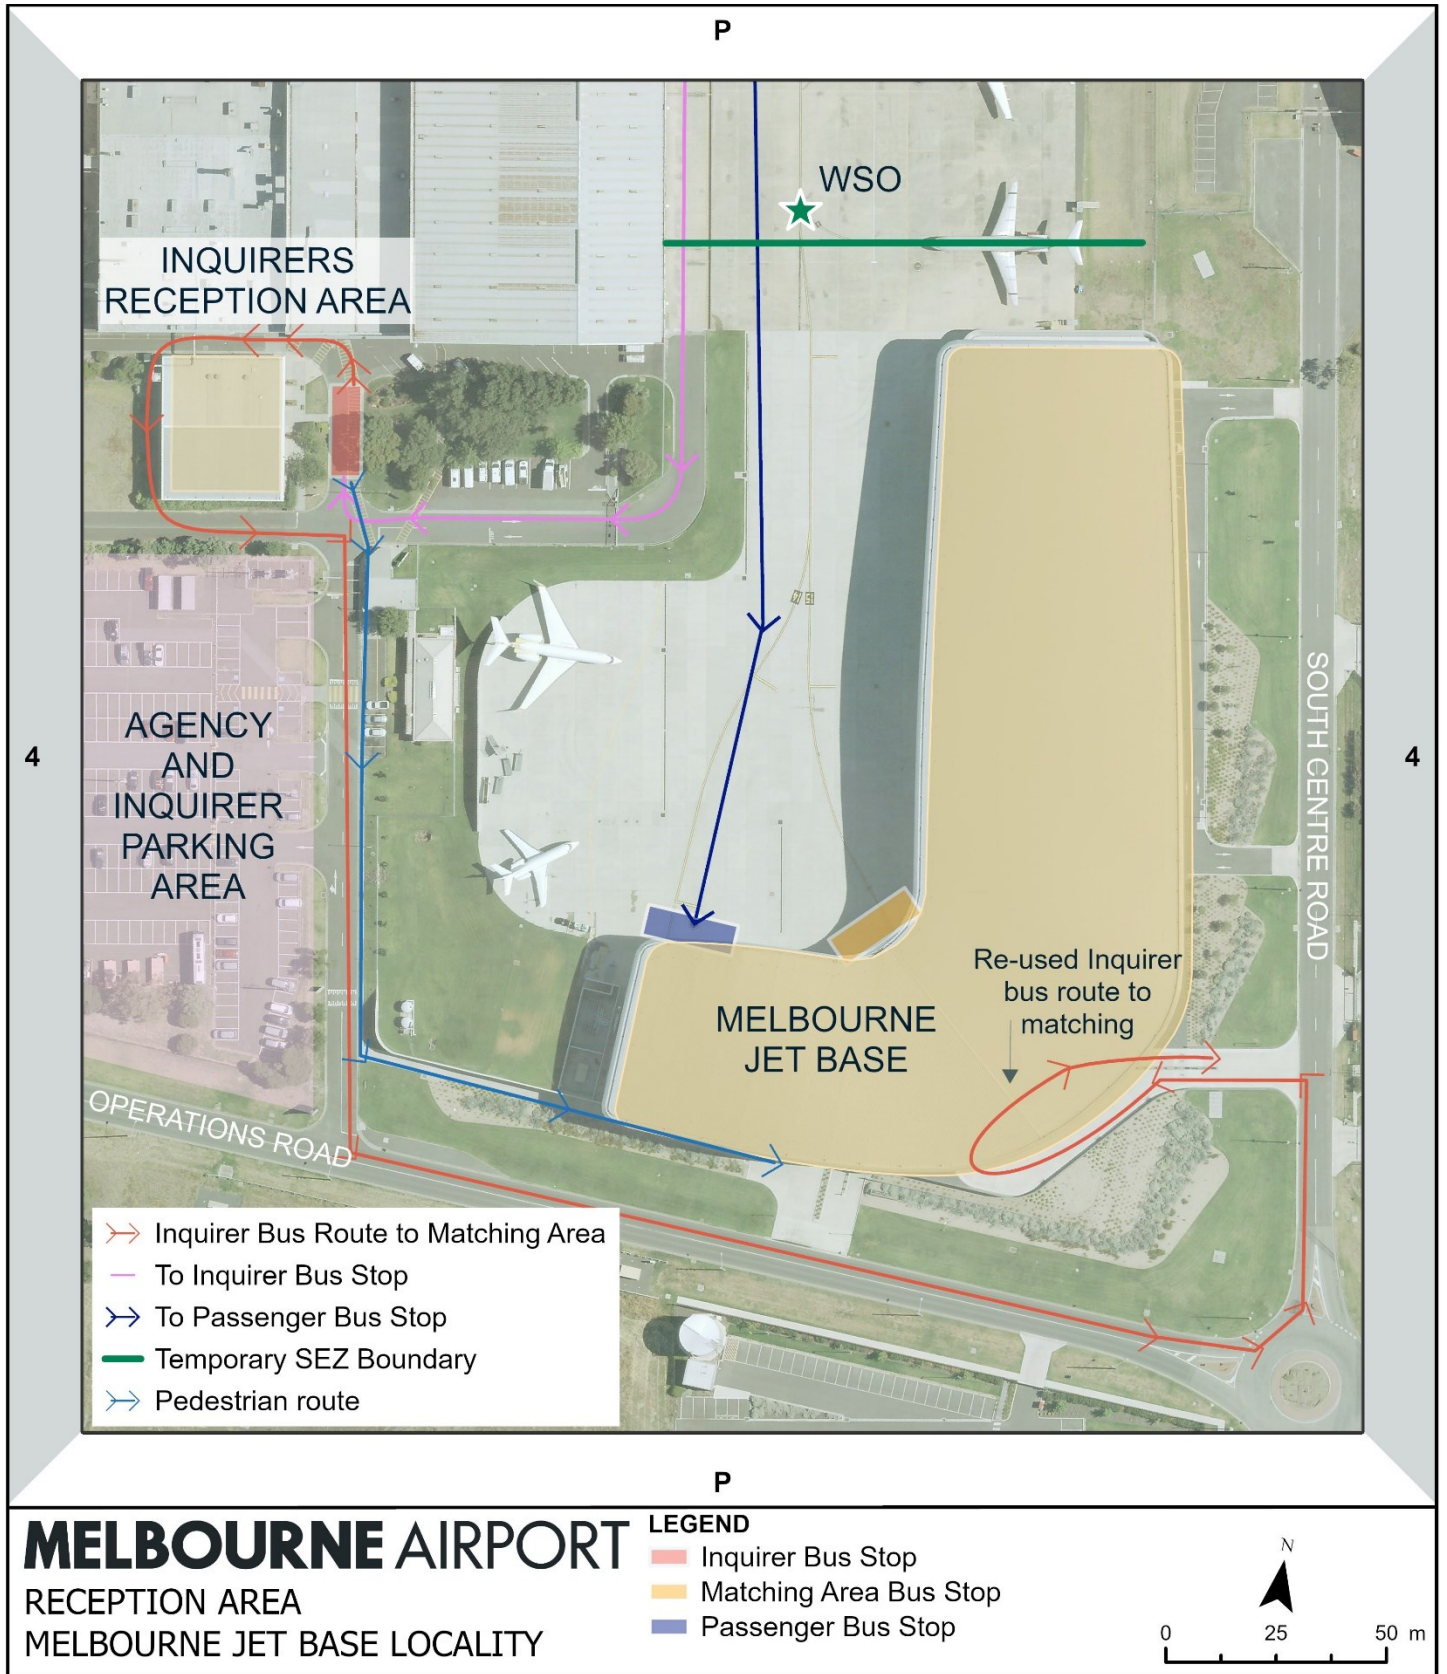 P
WSO
INQUIRERS
RECEPTION AREA
4
AGENCY
AND
INQUIRER
PARKING
AREA
SOUTH CENTRE ROAD
4
Re-used Inquirer
bus route to
matching
MELBOURNE
JET BASE
OPERATIONS ROAD
Inquirer Bus Route to Matching Area
To Inquirer Bus Stop
To Passenger Bus Stop
Temporary SEZ Boundary
Pedestrian route
P
MELBOURNE AIRPORT
RECEPTION AREA
MELBOURNE JET BASE LOCALITY
LEGEND
Inquirer Bus Stop
Matching Area Bus Stop
Passenger Bus Stop
N
0 25 50 m